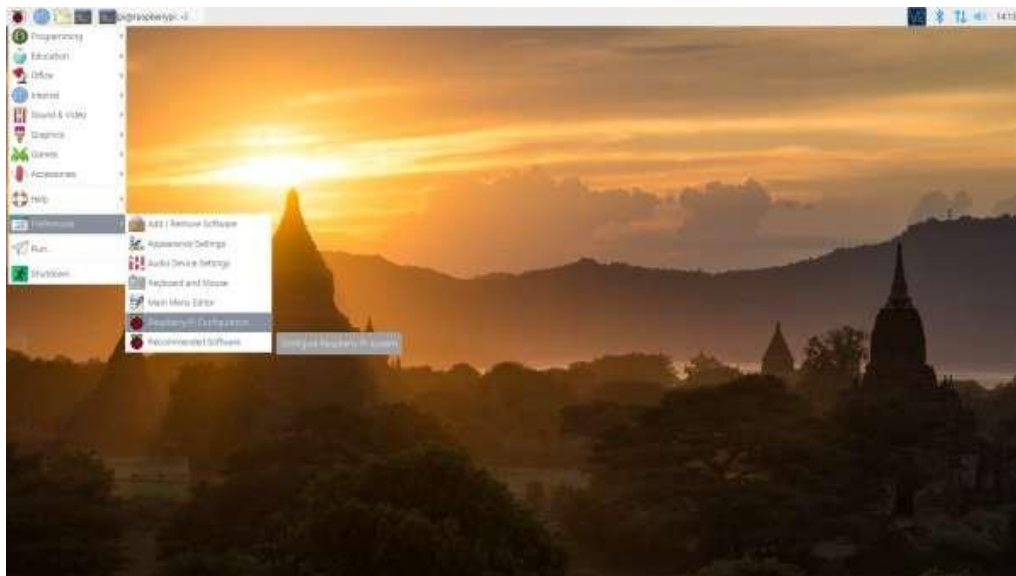 pi@raspberrypi: ~
14:13
Programming
Education
Office
Internet
Sound & Video
Graphics
Games
Accessories
Help
Preferences
Run...
Shutdown...
Add / Remove Software
Appearance Settings
Audio Device Settings
Keyboard and Mouse
Main Menu Editor
Raspberry Pi Configuration
Recommended Software
Configure Raspberry Pi system